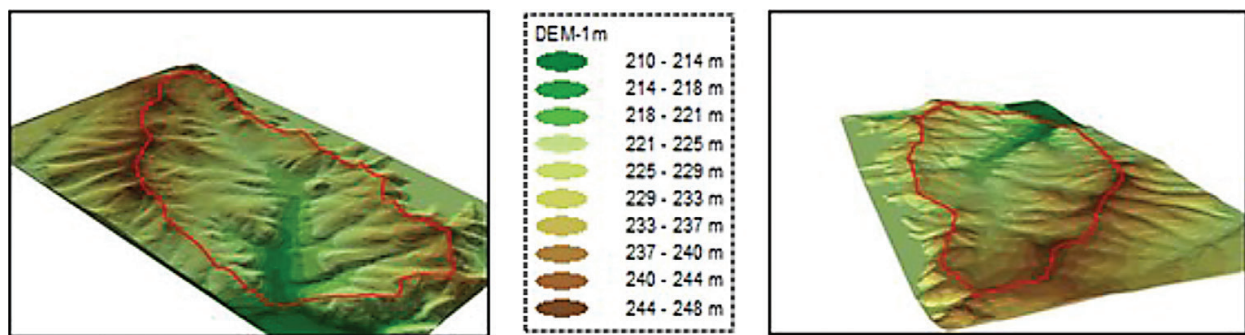 DEM-1m
210 - 214 m
214 - 218 m
218 - 221 m
221 - 225 m
225 - 229 m
229 - 233 m
233 - 237 m
237 - 240 m
240 - 244 m
244 - 248 m